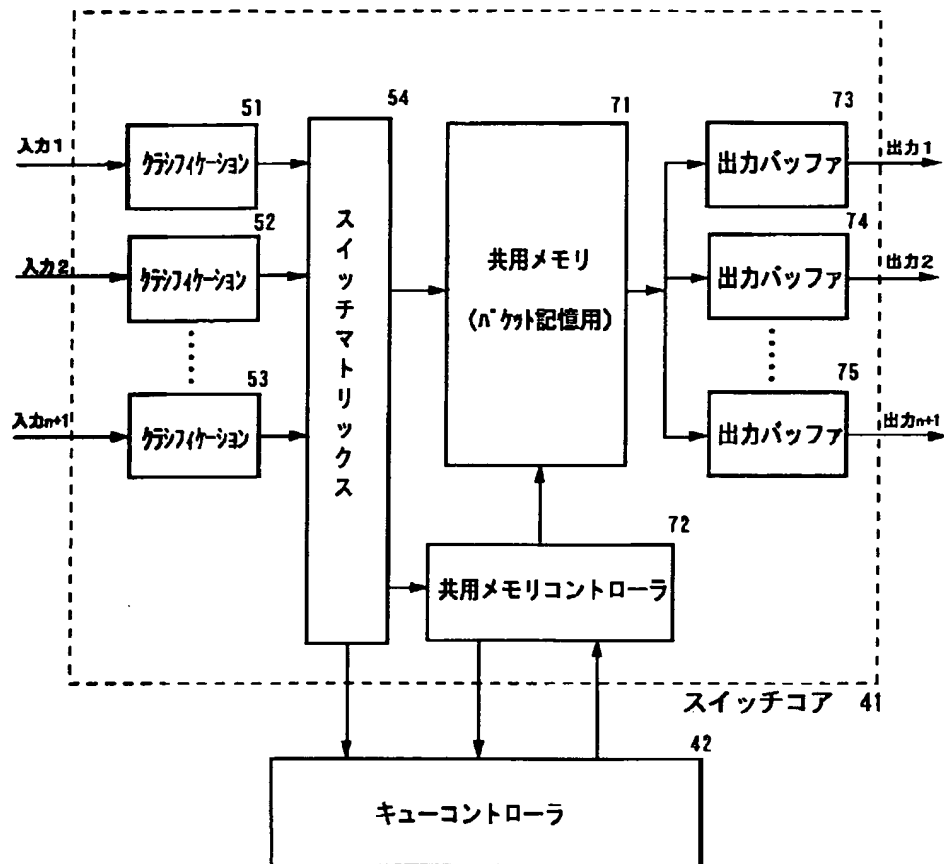 51
54
71
73
入力1
クラシフィケーション
出力バッファ
出力1
52
74
入力2
クラシフィケーション
スイッチマトリックス
共用メモリ
(パケット記憶用)
出力バッファ
出力2
53
75
入力n+1
クラシフィケーション
出力バッファ
出力n+1
72
共用メモリコントローラ
スイッチコア 41
42
キューコントローラ